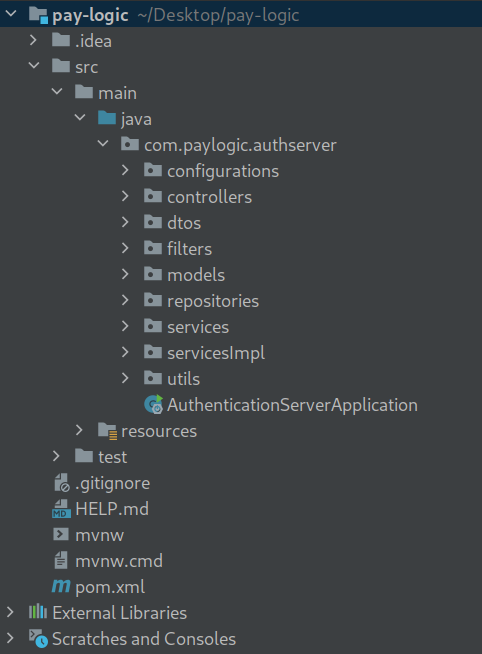 pay-logic ~/Desktop/pay-logic
.idea
src
main
java
com.paylogic.authserver
configurations
controllers
dtos
filters
models
repositories
services
servicesImpl
utils
AuthenticationServerApplication
resources
test
.gitignore
HELP.md
mvnw
mvnw.cmd
pom.xml
External Libraries
Scratches and Consoles